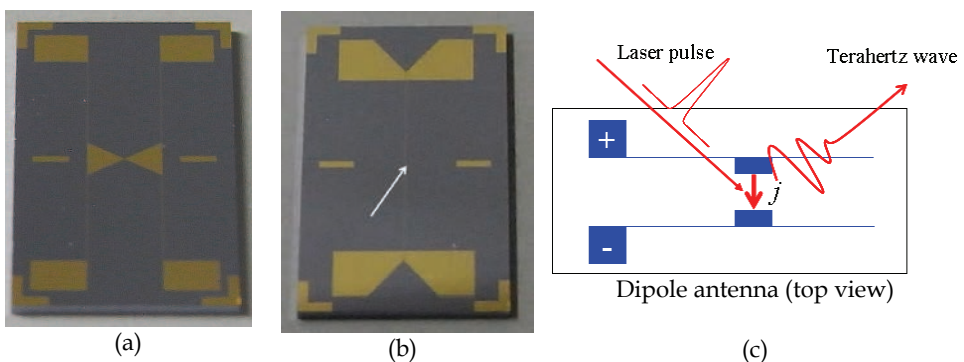 Laser pulse
Terahertz wave
+
j
-
Dipole antenna (top view)
(a)
(b)
(c)